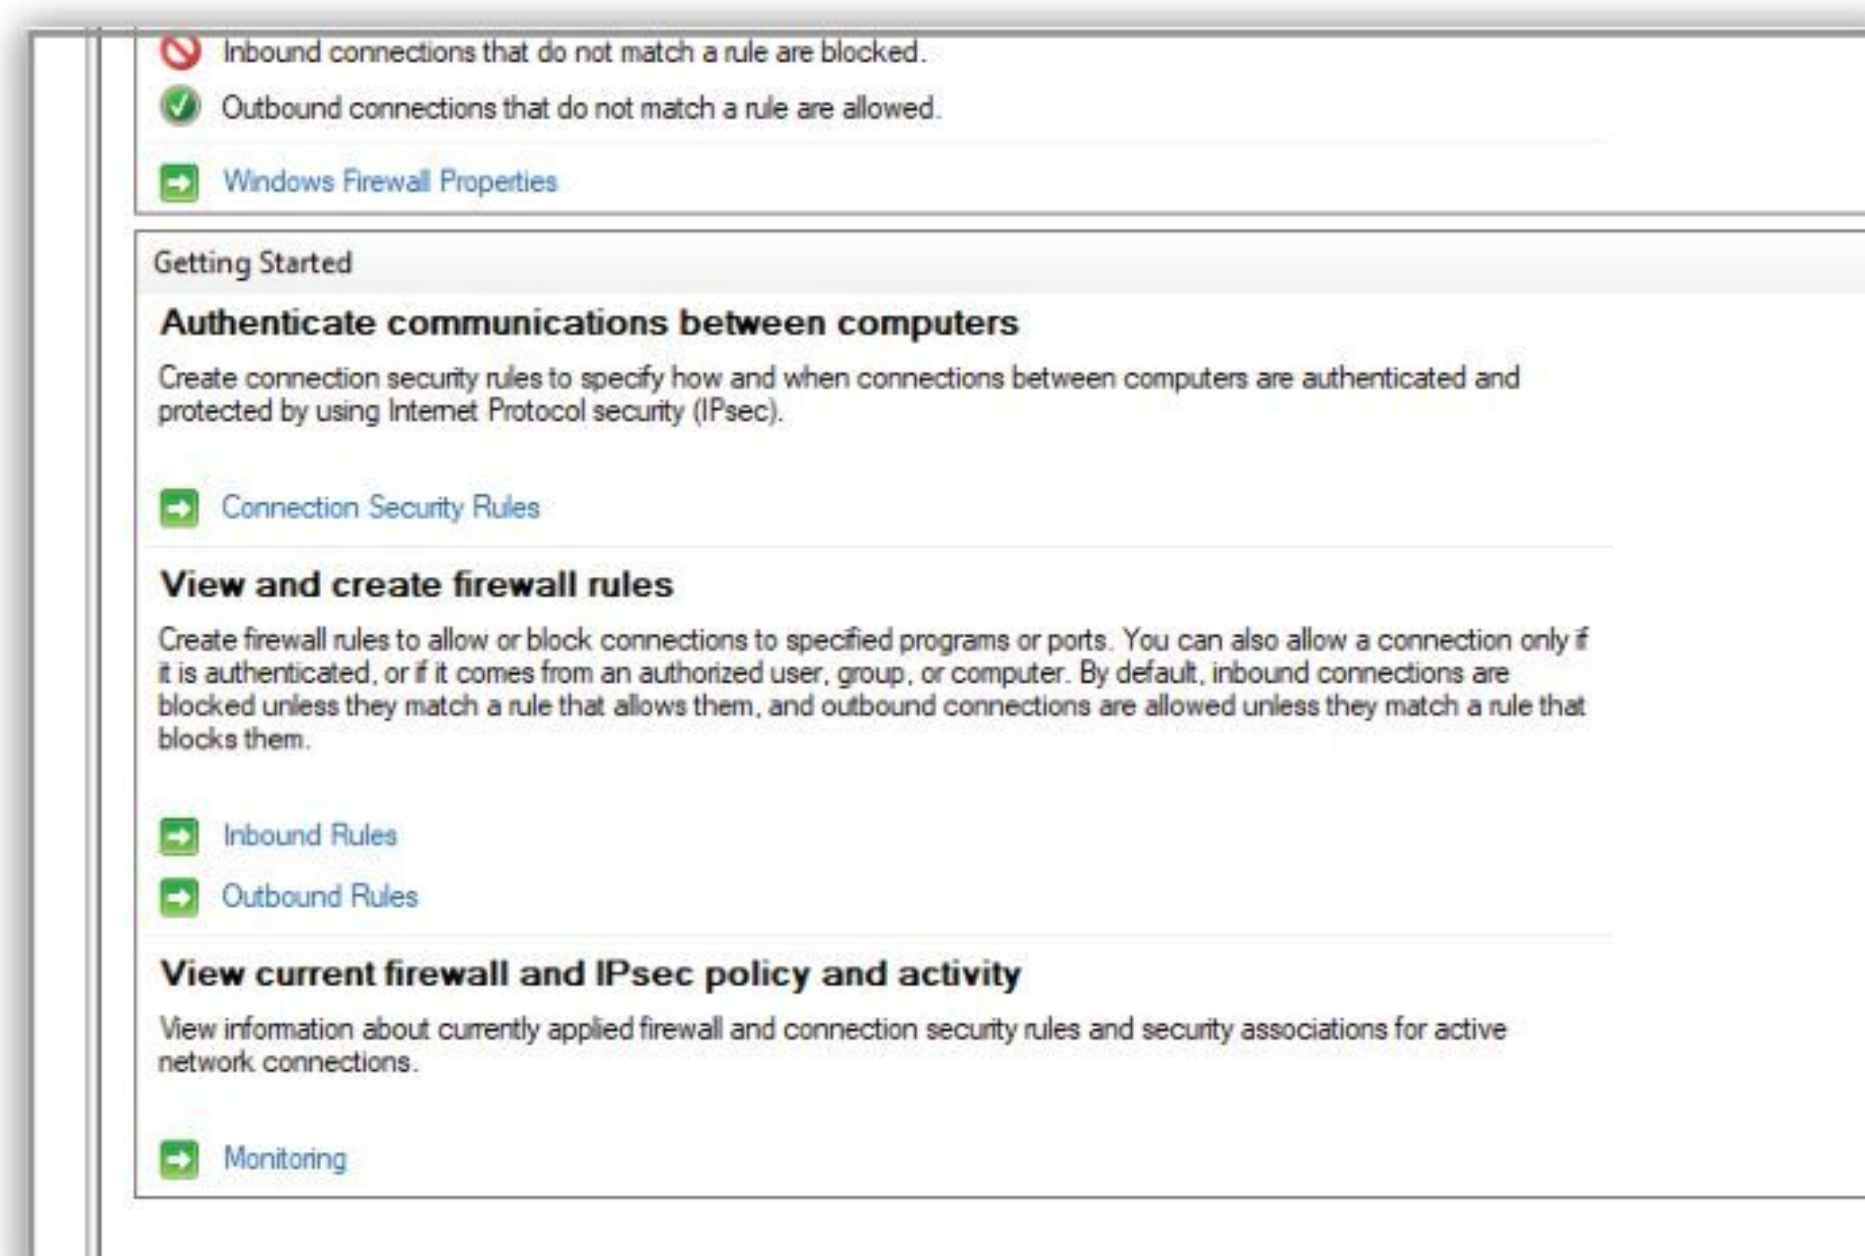 Inbound connections that do not match a rule are blocked.
Outbound connections that do not match a rule are allowed.
Windows Firewall Properties
Getting Started
Authenticate communications between computers
Create connection security rules to specify how and when connections between computers are authenticated and
protected by using Internet Protocol security (IPsec).
Connection Security Rules
View and create firewall rules
Create firewall rules to allow or block connections to specified programs or ports. You can also allow a connection only if
it is authenticated, or if it comes from an authorized user, group, or computer. By default, inbound connections are
blocked unless they match a rule that allows them, and outbound connections are allowed unless they match a rule that
blocks them.
Inbound Rules
Outbound Rules
View current firewall and IPsec policy and activity
View information about currently applied firewall and connection security rules and security associations for active
network connections.
Monitoring